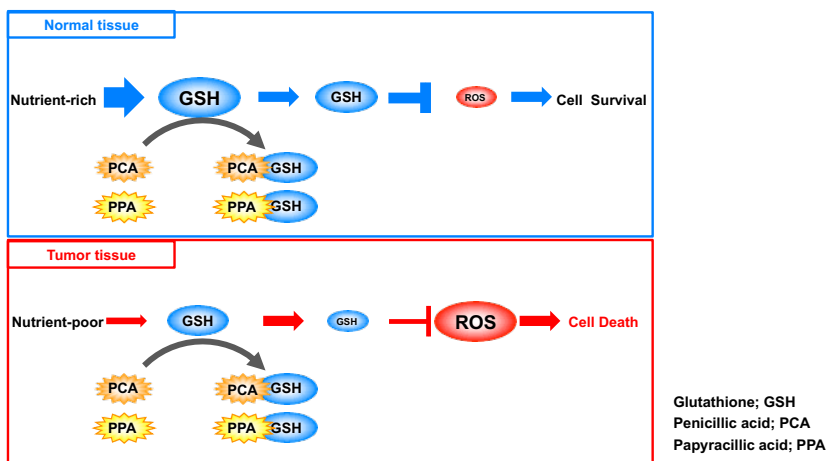 Normal tissue
Nutrient-rich GSH GSH ROS Cell Survival
PCA PCA GSH
PPA PPA GSH
Tumor tissue
Nutrient-poor GSH GSH ROS Cell Death
PCA PCA GSH
PPA PPA GSH
Glutathione; GSH
Penicillic acid; PCA
Papyracillic acid; PPA